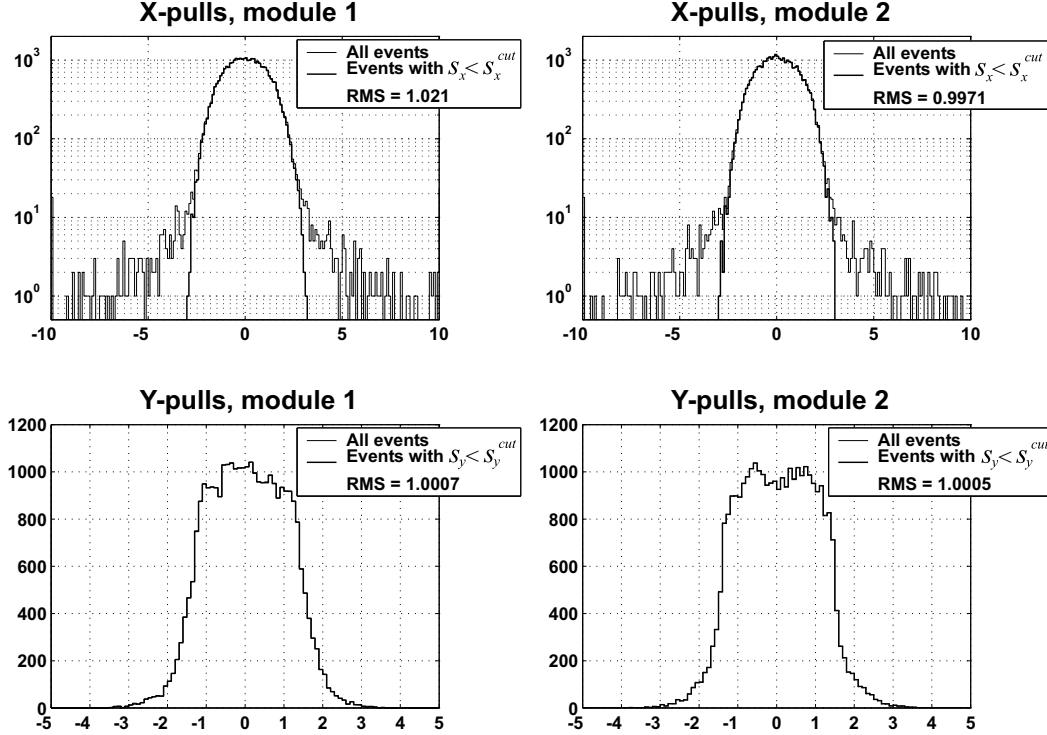 X-pulls, module 1
All events
Events with S_x < S_x^cut
RMS = 1.021
10^3
10^2
10^1
10^0
-10 -5 0 5 10
X-pulls, module 2
All events
Events with S_x < S_x^cut
RMS = 0.9971
10^3
10^2
10^1
10^0
-10 -5 0 5 10
Y-pulls, module 1
All events
Events with S_y < S_y^cut
RMS = 1.0007
1200
1000
800
600
400
200
0
-5 -4 -3 -2 -1 0 1 2 3 4 5
Y-pulls, module 2
All events
Events with S_y < S_y^cut
RMS = 1.0005
1200
1000
800
600
400
200
0
-5 -4 -3 -2 -1 0 1 2 3 4 5